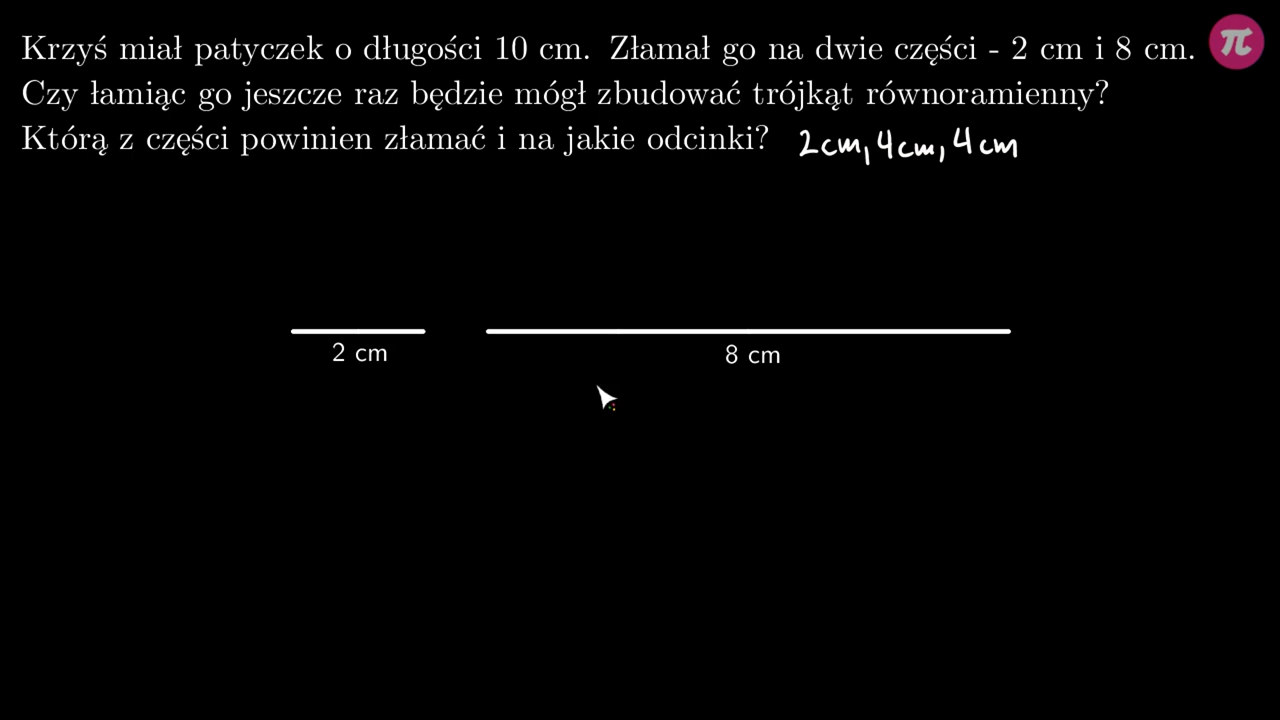 Krzyś miał patyczek o długości 10 cm. Złamał go na dwie części - 2 cm i 8 cm.
Czy łamiąc go jeszcze raz będzie mógł zbudować trójkąt równoramienny?
Którą z części powinien złamać i na jakie odcinki? 2cm, 4cm, 4cm
2 cm 8 cm
π